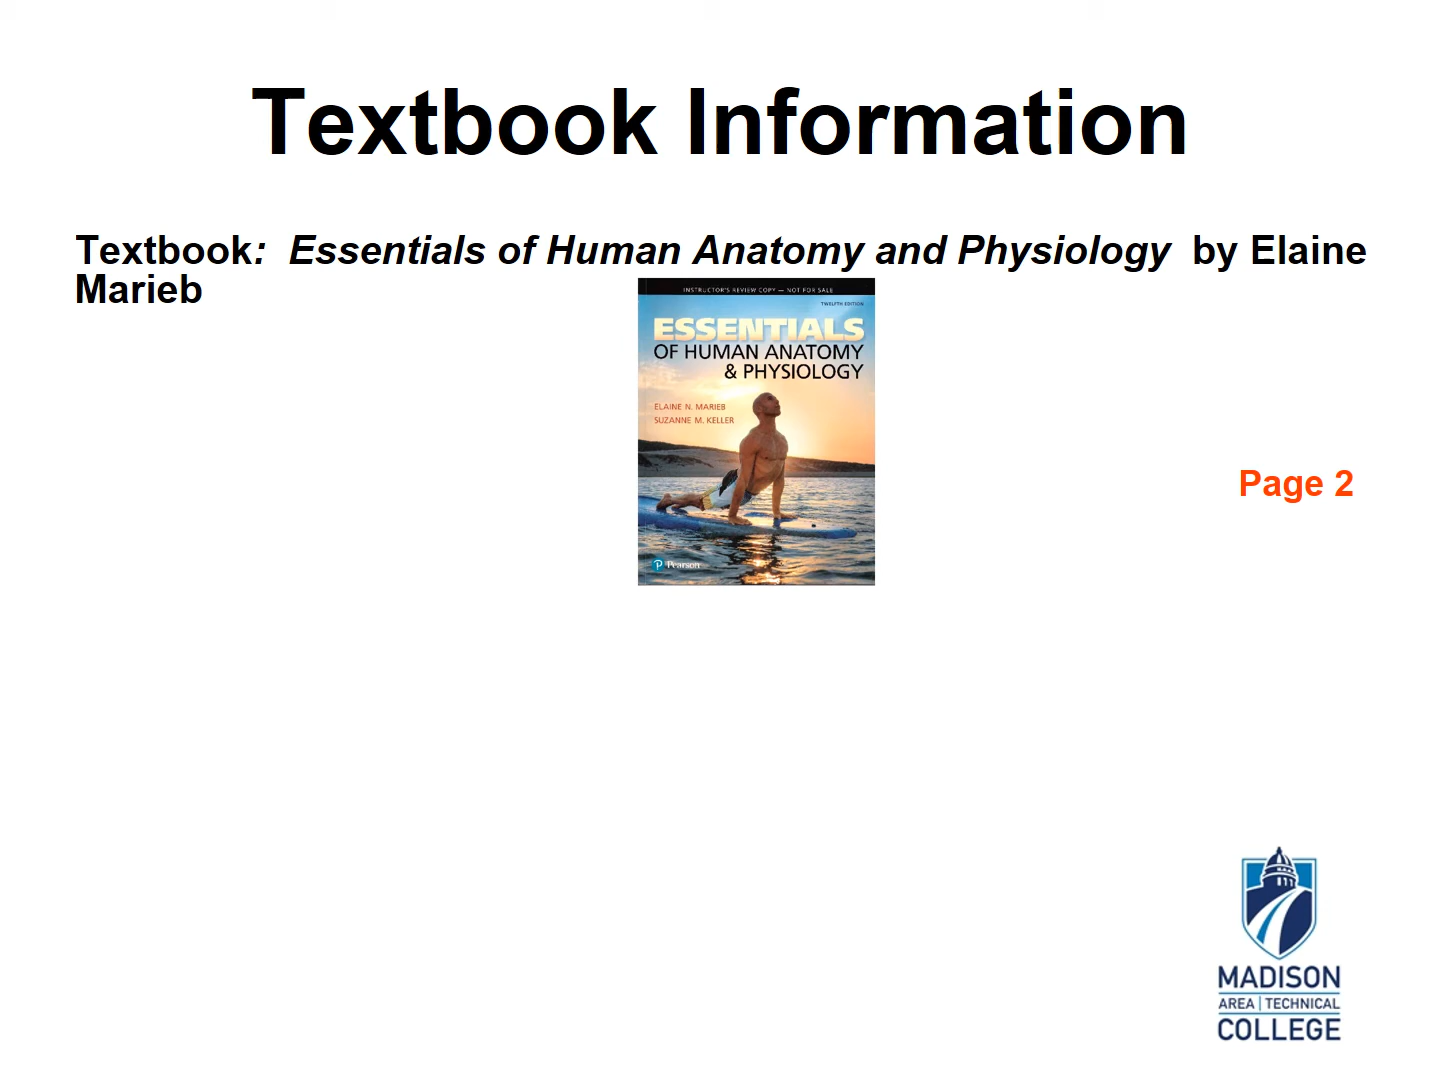 Textbook Information
Textbook:  Essentials of Human Anatomy and Physiology  by Elaine
Marieb
INSTRUCTOR'S REVIEW COPY — NOT FOR SALE
TWELFTH EDITION
ESSENTIALS
OF HUMAN ANATOMY
& PHYSIOLOGY
ELAINE N. MARIEB
SUZANNE M. KELLER
Pearson
Page 2
MADISON
AREA | TECHNICAL
COLLEGE